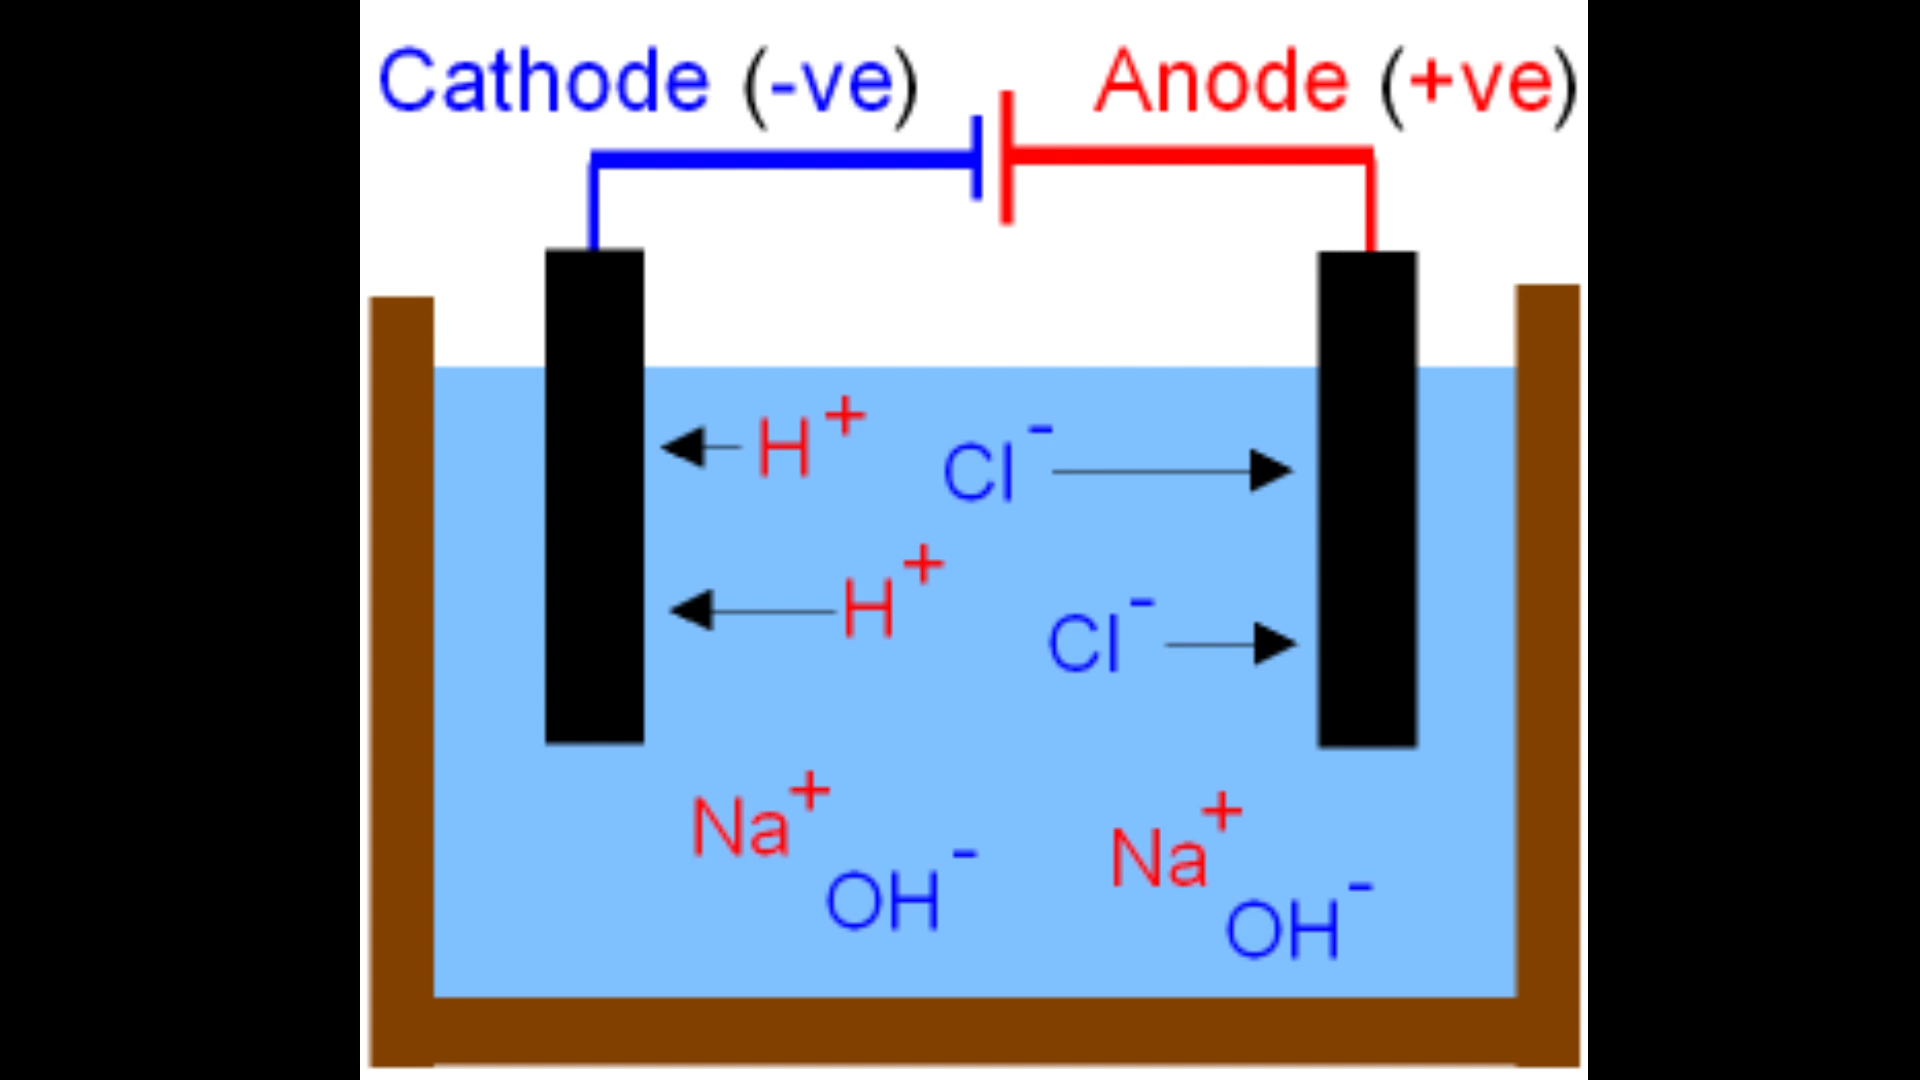 Cathode (-ve) Anode (+ve)
H+
Cl-
H+
Cl-
Na+
Na+
OH-
OH-